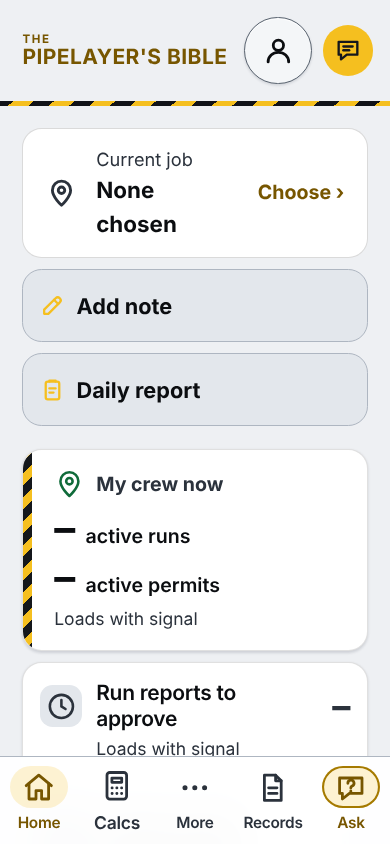 THE
PIPELAYER'S BIBLE
Current job
None
chosen
Choose ›
Add note
Daily report
My crew now
– active runs
– active permits
Loads with signal
Run reports to
approve
–
Loads with signal
Home
Calcs
More
Records
Ask